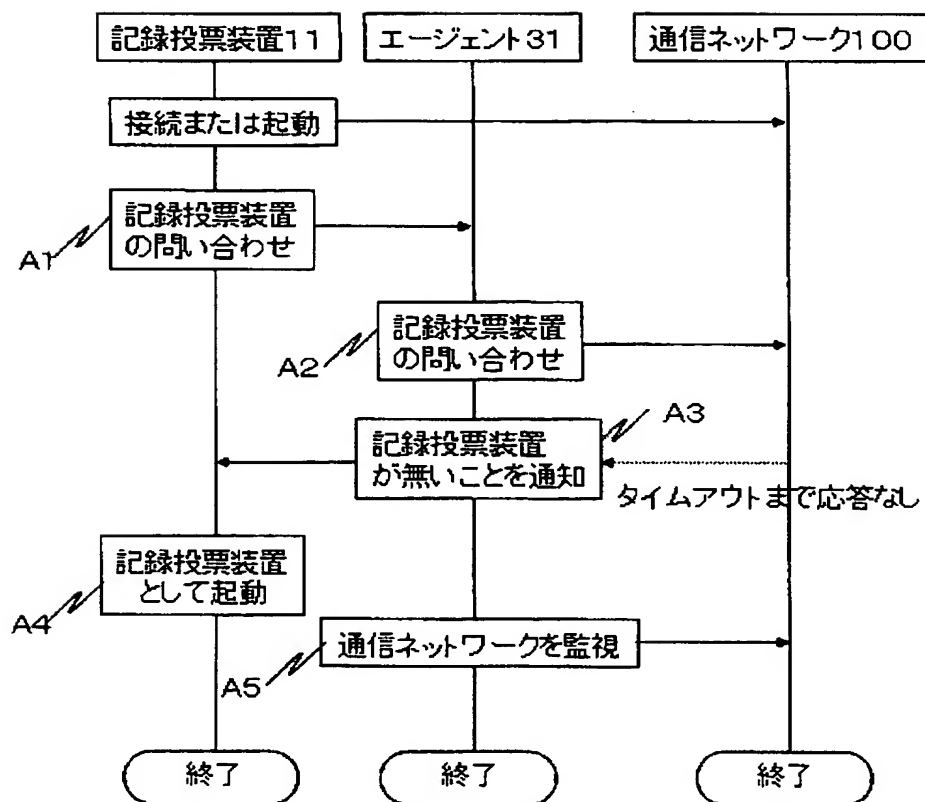 記録投票装置11
エージェント31
通信ネットワーク100
接続または起動
記録投票装置
の問い合わせ
A1
記録投票装置
の問い合わせ
A2
A3
記録投票装置
が無いことを通知
タイムアウトまで応答なし
記録投票装置
として起動
A4
通信ネットワークを監視
A5
終了
終了
終了